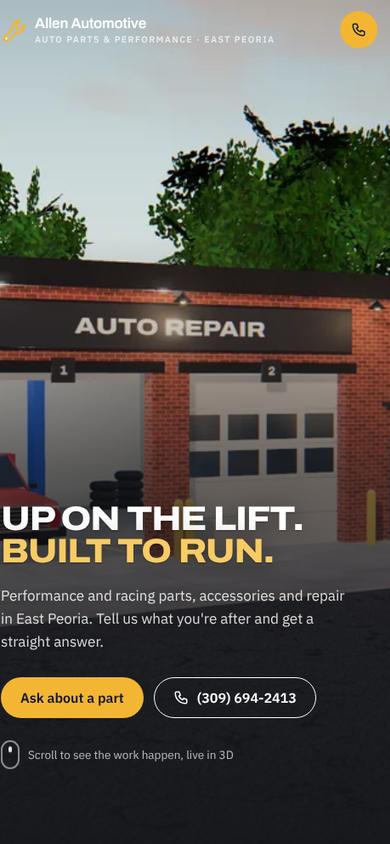 Allen Automotive
AUTO PARTS & PERFORMANCE · EAST PEORIA
AUTO REPAIR
1
2
UP ON THE LIFT.
BUILT TO RUN.
Performance and racing parts, accessories and repair
in East Peoria. Tell us what you're after and get a
straight answer.
Ask about a part
(309) 694-2413
Scroll to see the work happen, live in 3D